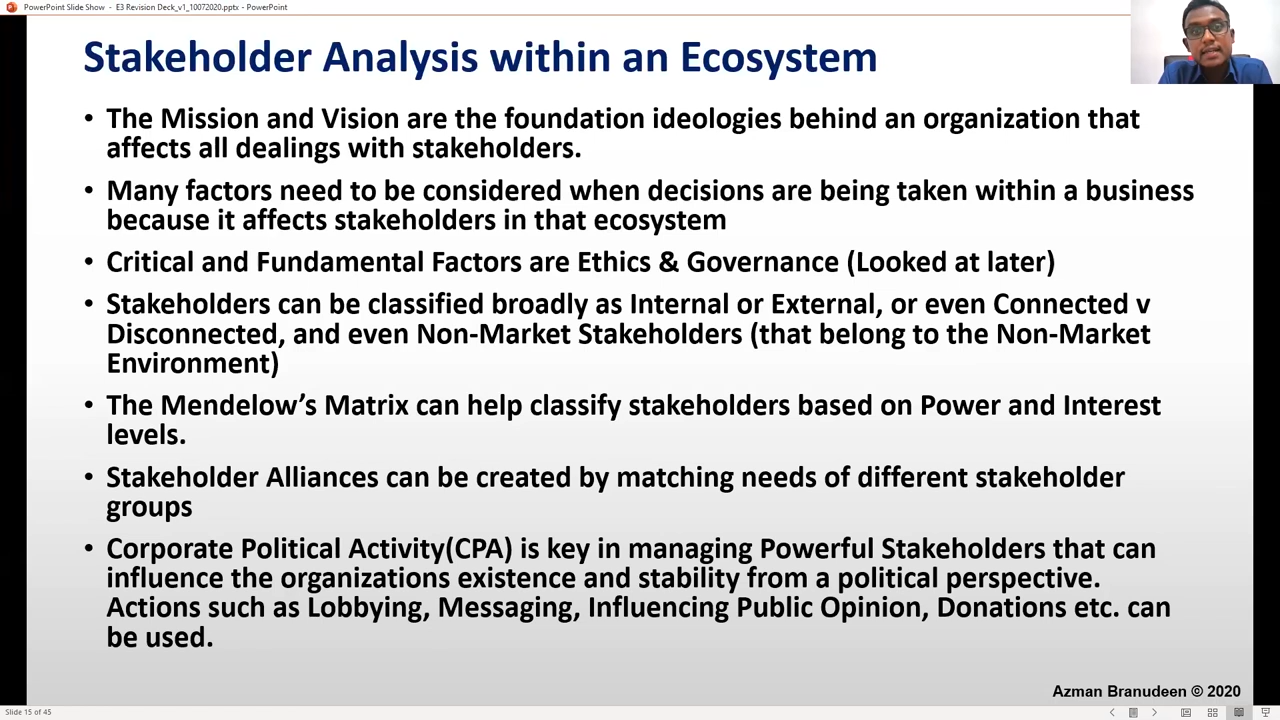 PowerPoint Slide Show - E3 Revision Deck_v1_10072020.pptx - PowerPoint
Stakeholder Analysis within an Ecosystem
• The Mission and Vision are the foundation ideologies behind an organization that
affects all dealings with stakeholders.
• Many factors need to be considered when decisions are being taken within a business
because it affects stakeholders in that ecosystem
• Critical and Fundamental Factors are Ethics & Governance (Looked at later)
• Stakeholders can be classified broadly as Internal or External, or even Connected v
Disconnected, and even Non-Market Stakeholders (that belong to the Non-Market
Environment)
• The Mendelow’s Matrix can help classify stakeholders based on Power and Interest
levels.
• Stakeholder Alliances can be created by matching needs of different stakeholder
groups
• Corporate Political Activity(CPA) is key in managing Powerful Stakeholders that can
influence the organizations existence and stability from a political perspective.
Actions such as Lobbying, Messaging, Influencing Public Opinion, Donations etc. can
be used.
Azman Branudeen © 2020
Slide 15 of 45